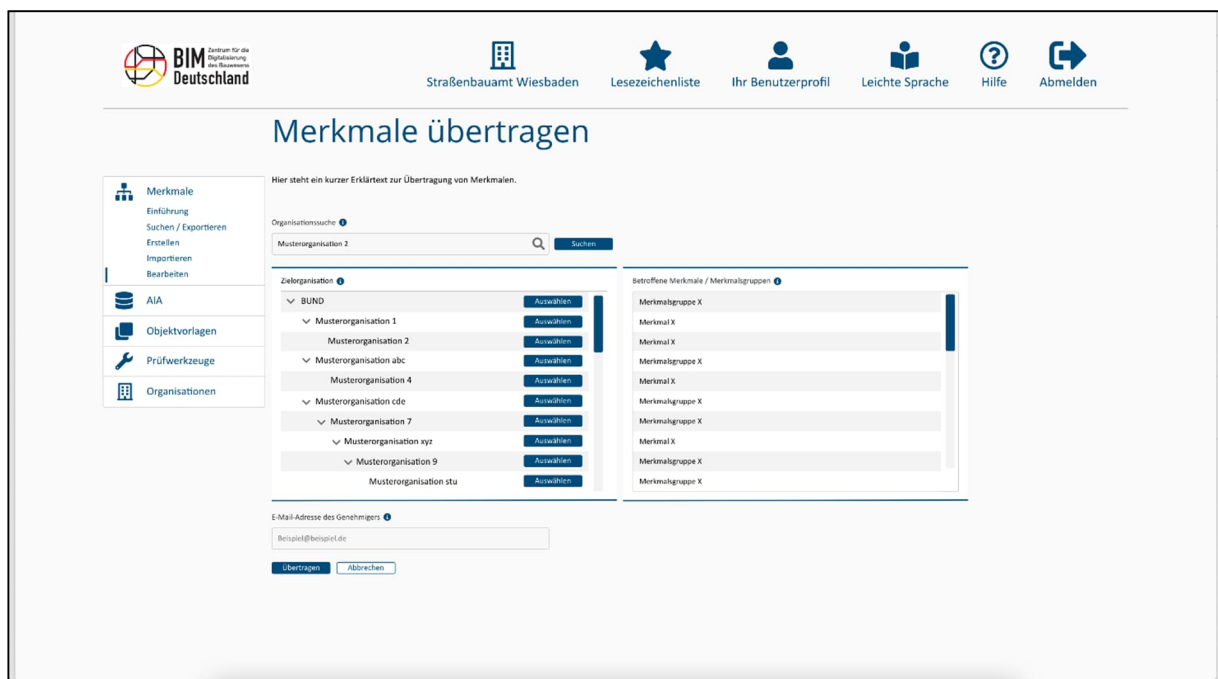 BIM Zentrum für die
Digitalisierung
des Bauwesens
Deutschland
Straßenbauamt Wiesbaden
Lesezeichenliste
Ihr Benutzerprofil
Leichte Sprache
Hilfe
Abmelden
Merkmale übertragen
Merkmale
Einführung
Suchen / Exportieren
Erstellen
Importieren
Bearbeiten
AIA
Objektvorlagen
Prüfwerkzeuge
Organisationen
Hier steht ein kurzer Erklärtext zur Übertragung von Merkmalen.
Organisationssuche
Musterorganisation 2
Suchen
Zielorganisation
BUND Auswählen
Musterorganisation 1 Auswählen
Musterorganisation 2 Auswählen
Musterorganisation abc Auswählen
Musterorganisation 4 Auswählen
Musterorganisation cde Auswählen
Musterorganisation 7 Auswählen
Musterorganisation xyz Auswählen
Musterorganisation 9 Auswählen
Musterorganisation stu Auswählen
Betroffene Merkmale / Merkmalsgruppen
Merkmalsgruppe X
Merkmal X
Merkmal X
Merkmalsgruppe X
Merkmal X
Merkmalsgruppe X
Merkmalsgruppe X
Merkmal X
Merkmalsgruppe X
Merkmalsgruppe X
E-Mail-Adresse des Genehmigers
Beispiel@beispiel.de
Übertragen
Abbrechen